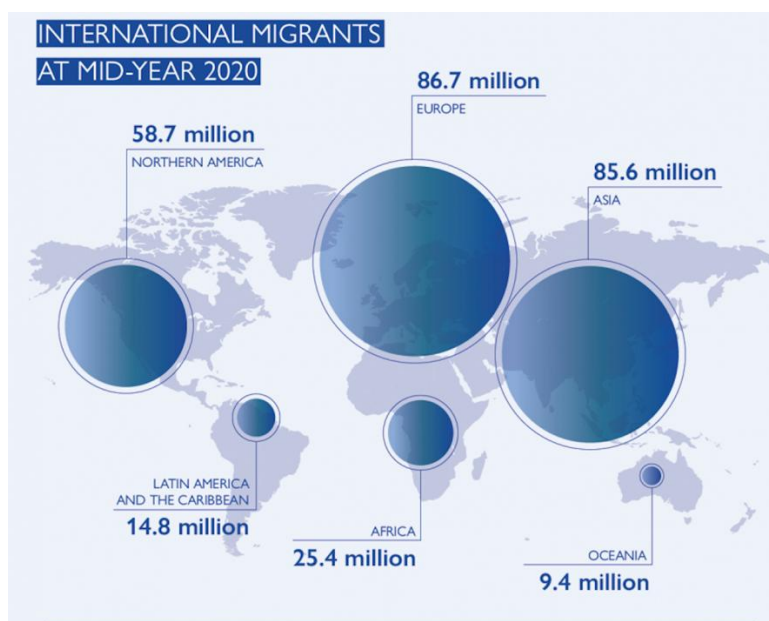 INTERNATIONAL MIGRANTS
AT MID-YEAR 2020
86.7 million
EUROPE
58.7 million
NORTHERN AMERICA
85.6 million
ASIA
LATIN AMERICA
AND THE CARIBBEAN
14.8 million
AFRICA
25.4 million
OCEANIA
9.4 million